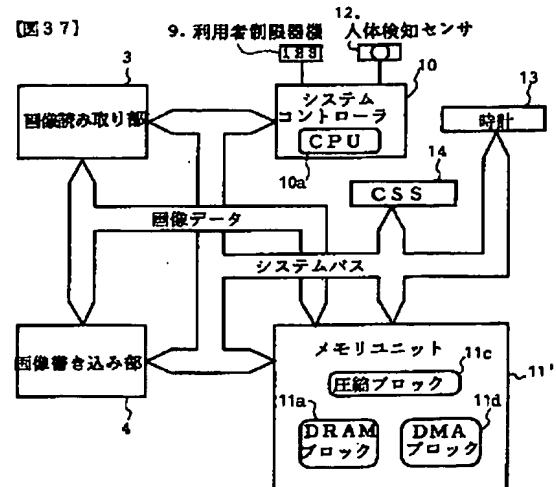 【図37】
9. 利用者制限器機
123
12.
人体検知センサ
3
10
13
画像読み取り部
システム
コントローラ
CPU
10a
時計
14
CSS
画像データ
システムバス
画像書き込み部
4
メモリユニット
11'
11c
圧縮ブロック
11a
DRAM
ブロック
11d
DMA
ブロック